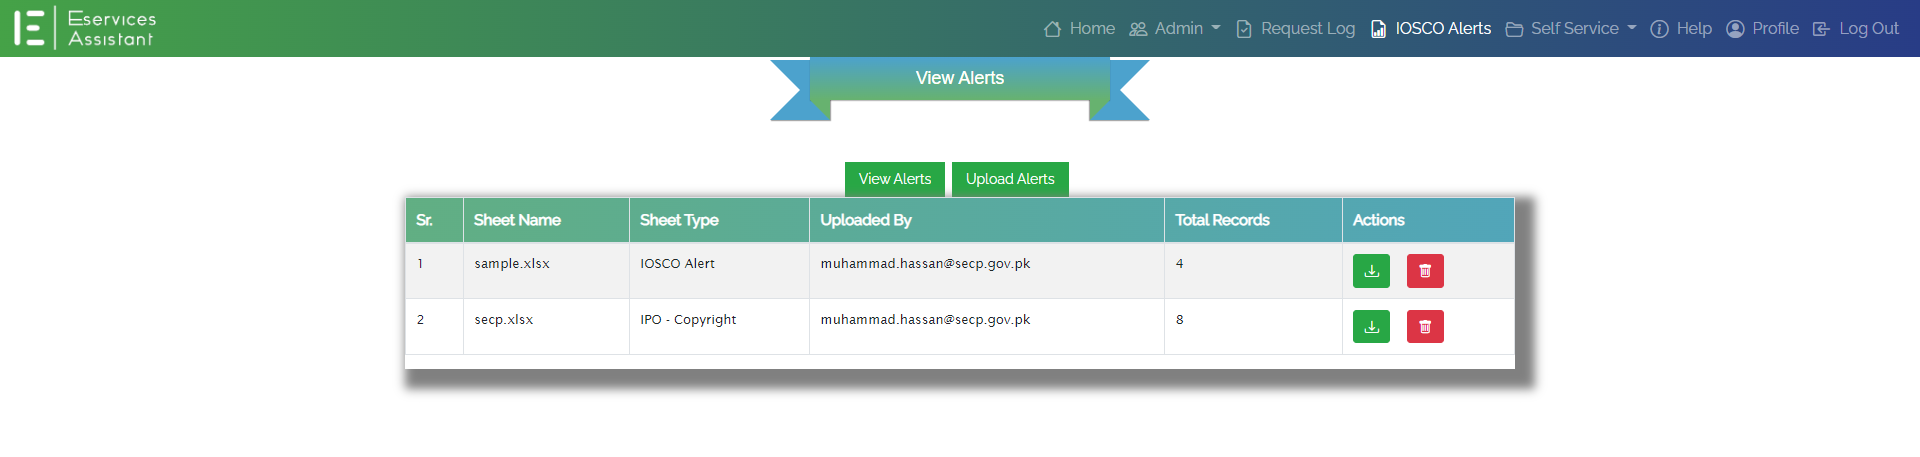 Eservices
Assistant
Home Admin Request Log IOSCO Alerts Self Service Help Profile Log Out
View Alerts
View Alerts Upload Alerts
Sr. Sheet Name Sheet Type Uploaded By Total Records Actions
1 sample.xlsx IOSCO Alert muhammad.hassan@secp.gov.pk 4
2 secp.xlsx IPO - Copyright muhammad.hassan@secp.gov.pk 8